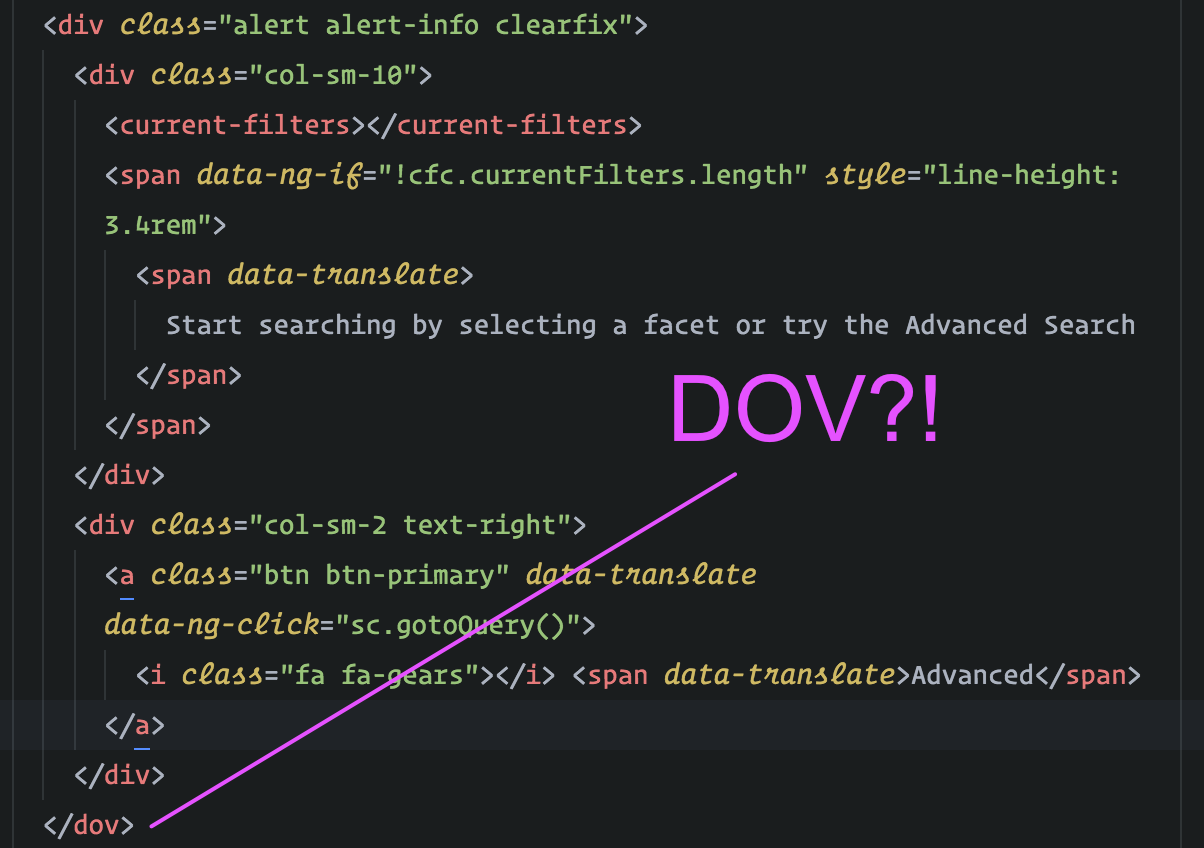 <div class="alert alert-info clearfix">
<div class="col-sm-10">
<current-filters></current-filters>
<span data-ng-if="!cfc.currentFilters.length" style="line-height:
3.4rem">
<span data-translate>
Start searching by selecting a facet or try the Advanced Search
</span>
DOV?!
</span>
</div>
<div class="col-sm-2 text-right">
<a class="btn btn-primary" data-translate
data-ng-click="sc.gotoQuery()">
<i class="fa fa-gears"></i> <span data-translate>Advanced</span>
</a>
</div>
</dov>